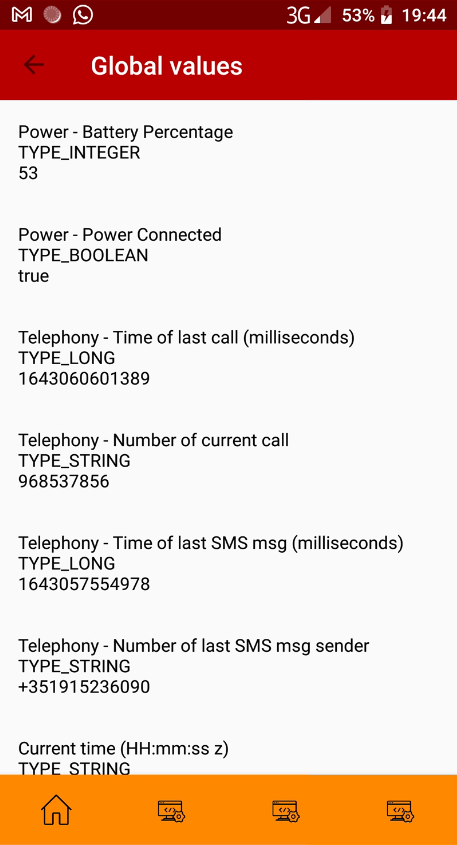 3G 53% 19:44
Global values
Power - Battery Percentage
TYPE_INTEGER
53
Power - Power Connected
TYPE_BOOLEAN
true
Telephony - Time of last call (milliseconds)
TYPE_LONG
1643060601389
Telephony - Number of current call
TYPE_STRING
968537856
Telephony - Time of last SMS msg (milliseconds)
TYPE_LONG
1643057554978
Telephony - Number of last SMS msg sender
TYPE_STRING
+351915236090
Current time (HH:mm:ss z)
TYPE_STRING